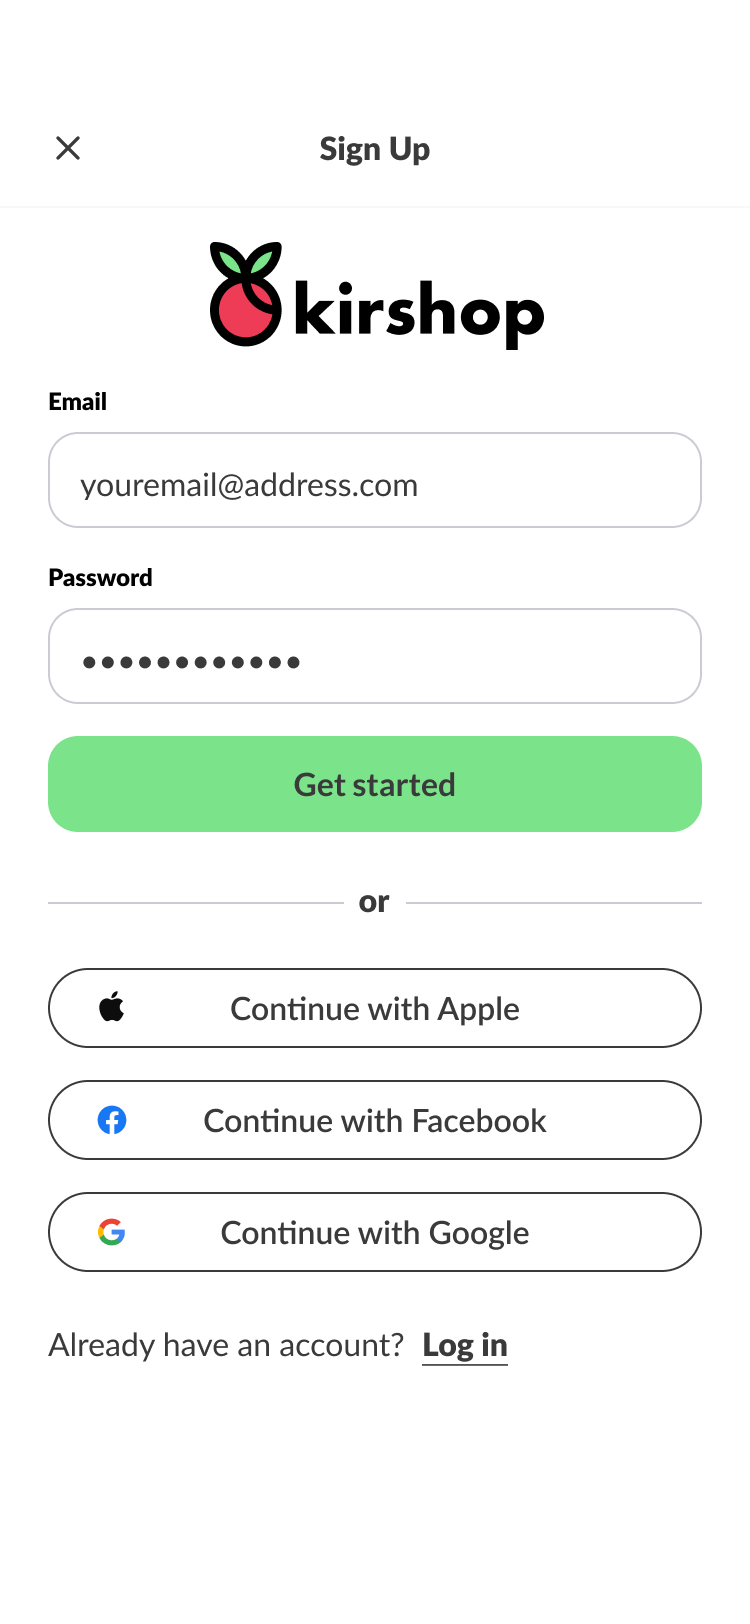 Sign Up
kirshop
Email
youremail@address.com
Password
••••••••••••
Get started
or
Continue with Apple
Continue with Facebook
Continue with Google
Already have an account? Log in